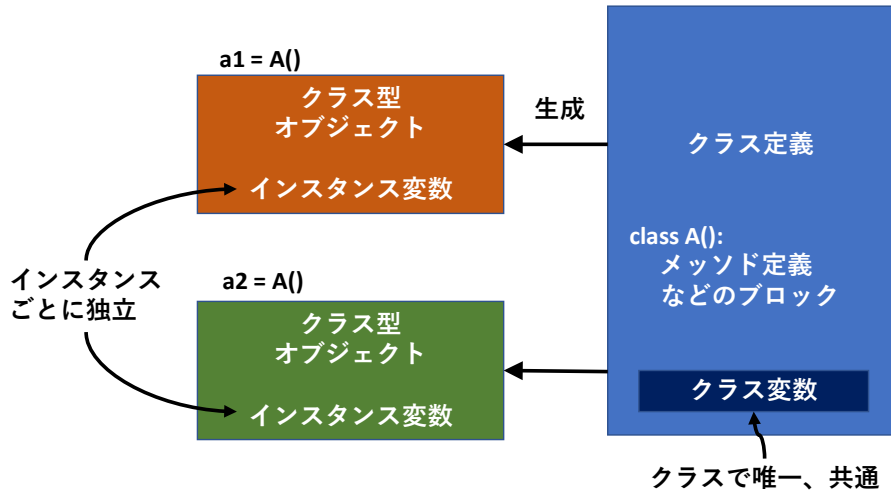 a1 = A()
クラス型
オブジェクト
インスタンス変数
生成
クラス定義
class A():
メッソド定義
などのブロック
インスタンス
ごとに独立
a2 = A()
クラス型
オブジェクト
インスタンス変数
クラス変数
クラスで唯一、共通